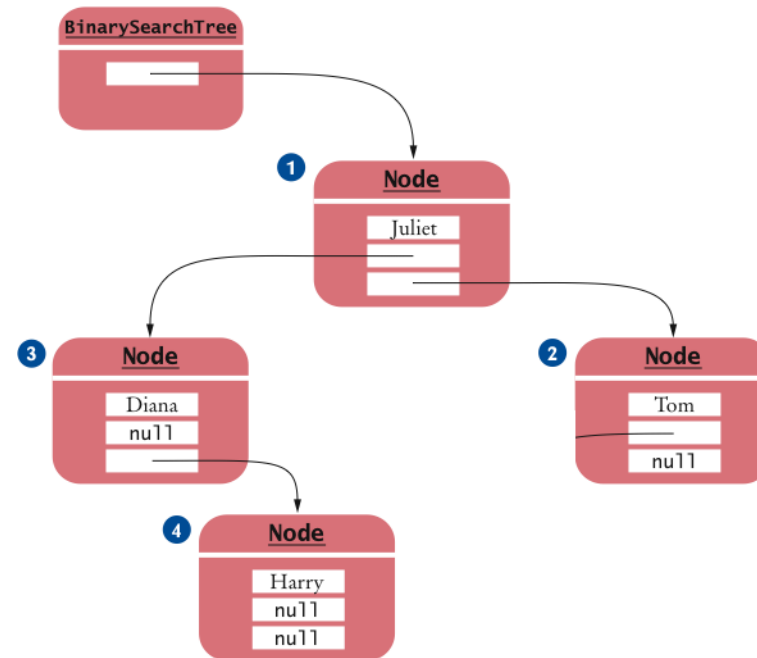 BinarySearchTree
1
Node
Juliet
3
Node
Diana
null
2
Node
Tom
null
4
Node
Harry
null
null